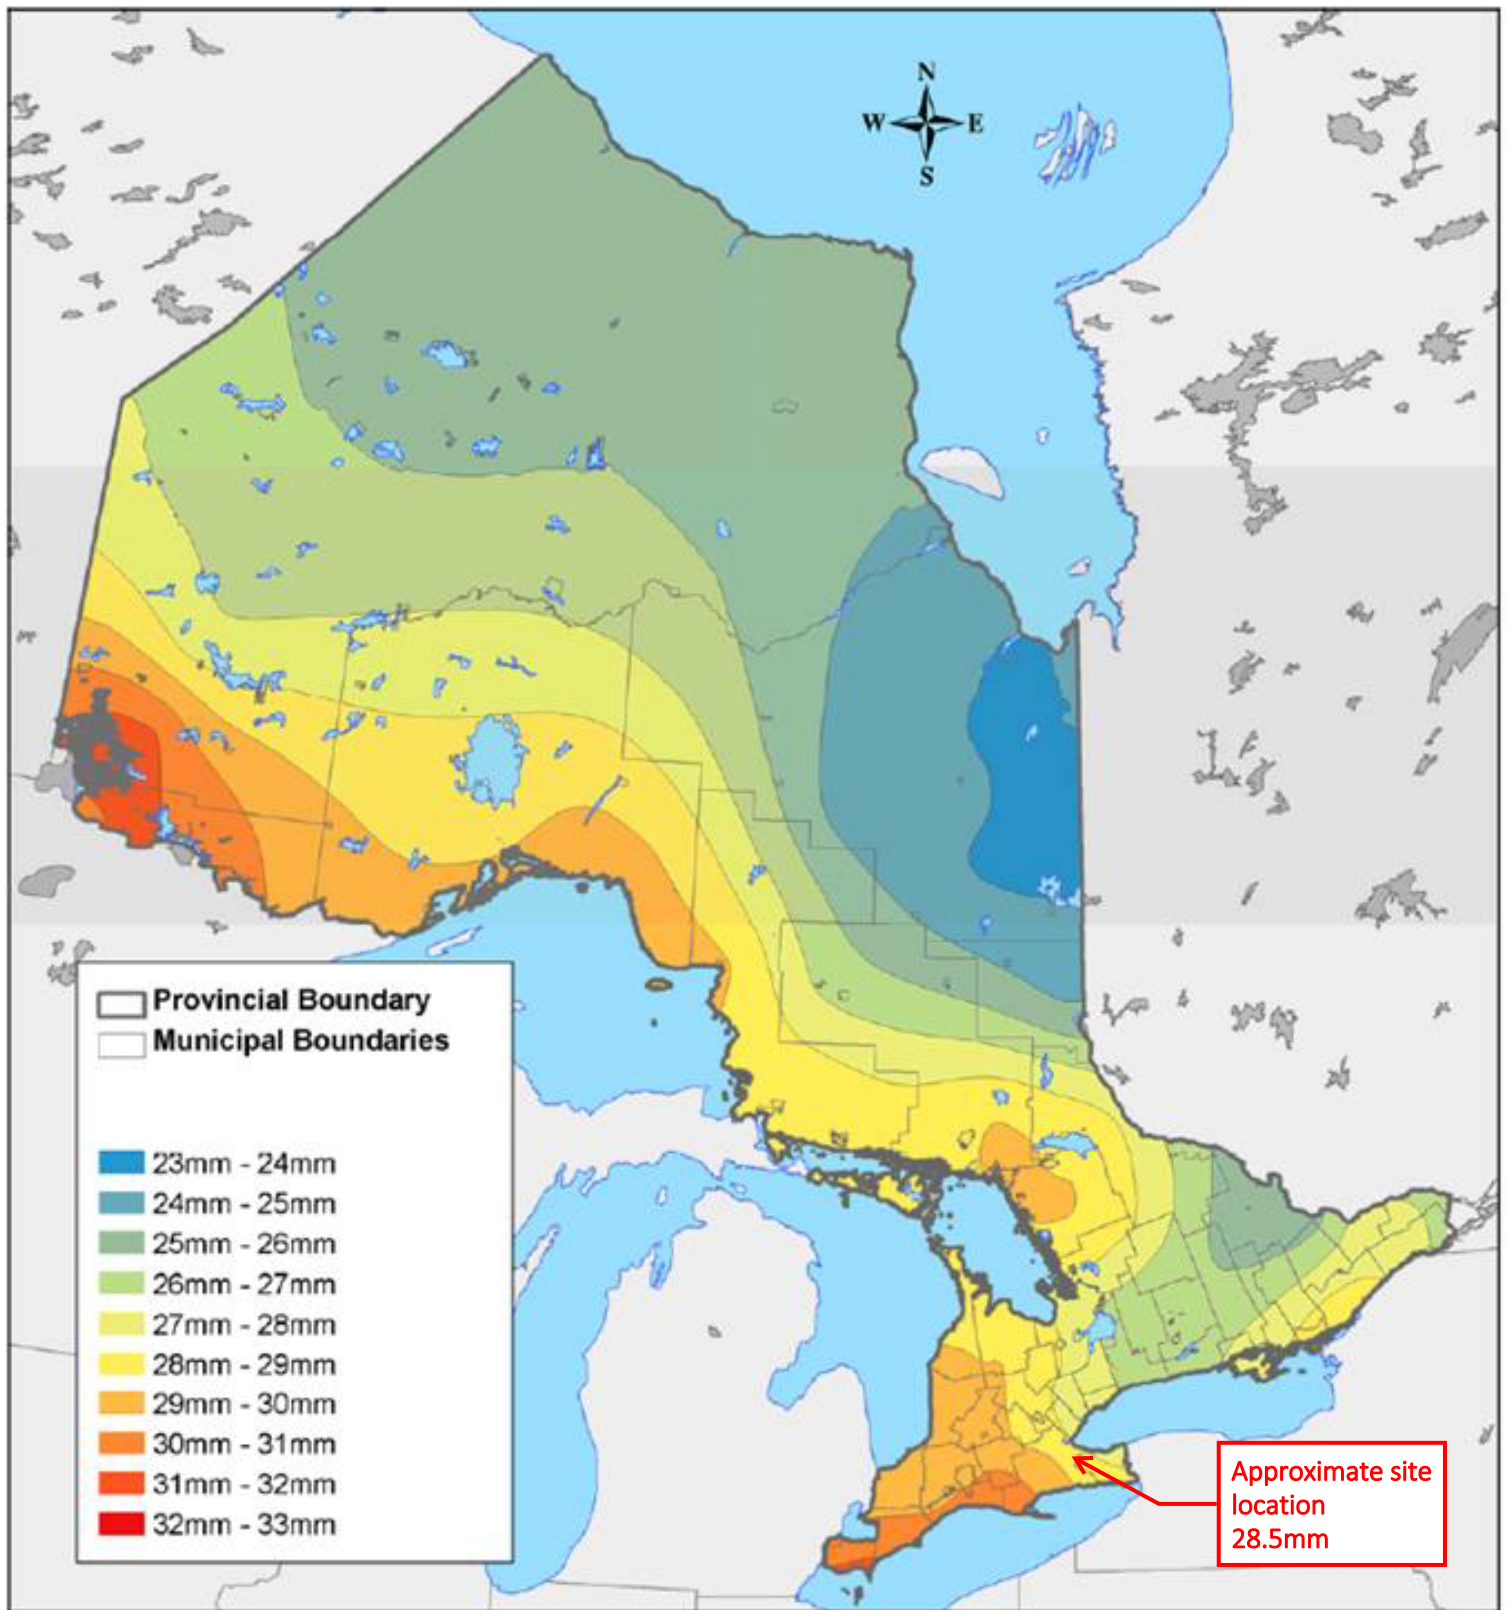 N
W E
S
Provincial Boundary
Municipal Boundaries
23mm - 24mm
24mm - 25mm
25mm - 26mm
26mm - 27mm
27mm - 28mm
28mm - 29mm
29mm - 30mm
30mm - 31mm
31mm - 32mm
32mm - 33mm
Approximate site
location
28.5mm